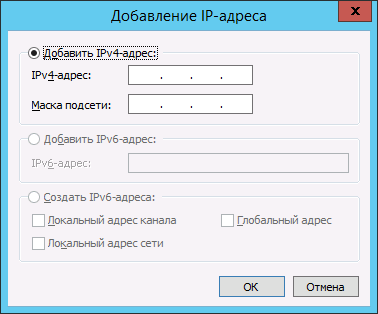 Добавление IP-адреса
x
Добавить IPv4-адрес:
IPv4-адрес: . . .
Маска подсети: . . .
Добавить IPv6-адрес:
IPv6-адрес:
Создать IPv6-адреса:
Локальный адрес канала Глобальный адрес
Локальный адрес сети
ОК Отмена